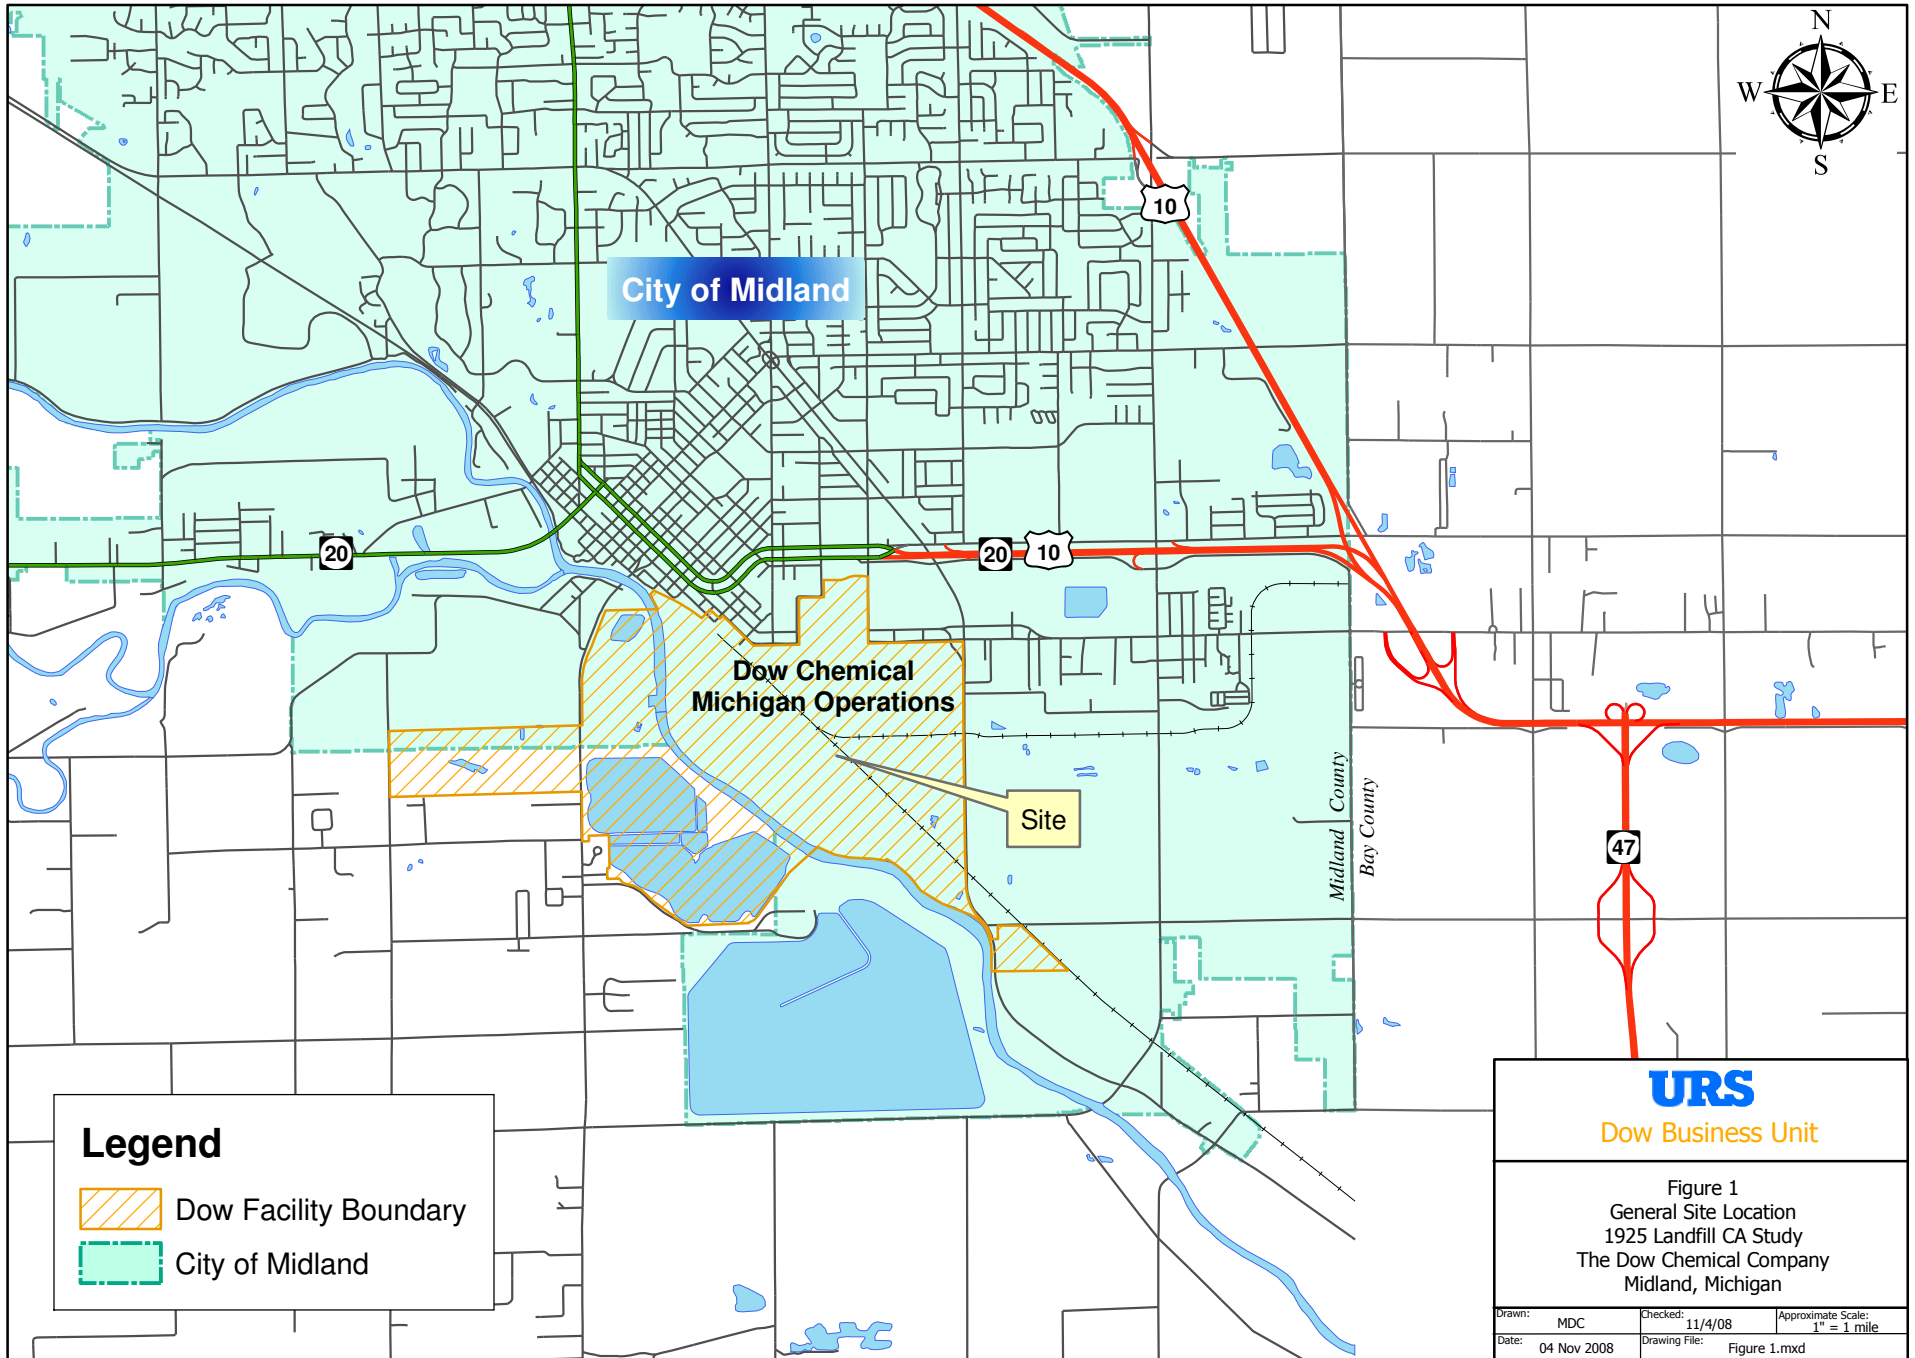 N
W
E
S
10
City of Midland
20
20
10
Dow Chemical
Michigan Operations
Site
Midland County
Bay County
47
Legend
Dow Facility Boundary
City of Midland
URS
Dow Business Unit
Figure 1
General Site Location
1925 Landfill CA Study
The Dow Chemical Company
Midland, Michigan
Drawn: MDC
Checked: 11/4/08
Approximate Scale: 1" = 1 mile
Date: 04 Nov 2008
Drawing File: Figure 1.mxd